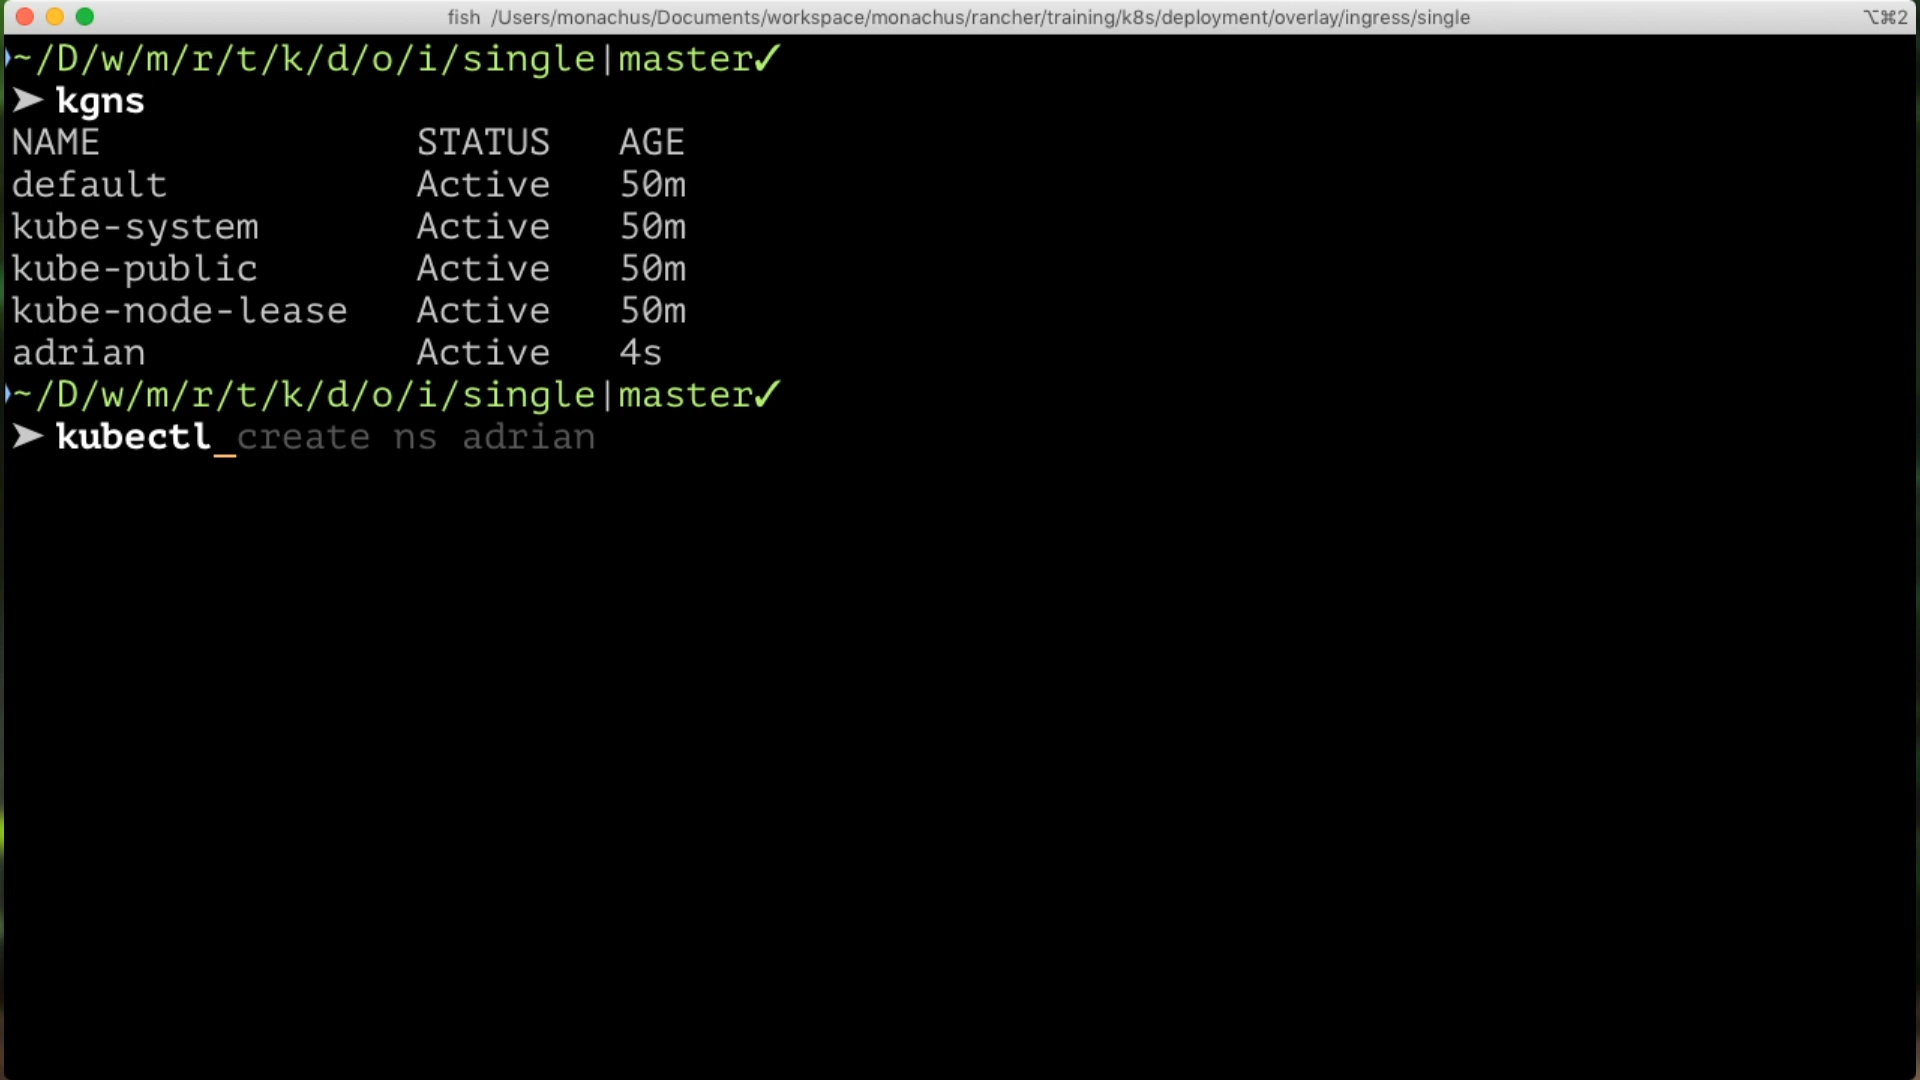 fish /Users/monachus/Documents/workspace/monachus/rancher/training/k8s/deployment/overlay/ingress/single ⌥⌘2
~/D/w/m/r/t/k/d/o/i/single|master✓
➤ kgns
NAME STATUS AGE
default Active 50m
kube-system Active 50m
kube-public Active 50m
kube-node-lease Active 50m
adrian Active 4s
~/D/w/m/r/t/k/d/o/i/single|master✓
➤ kubectl_create ns adrian